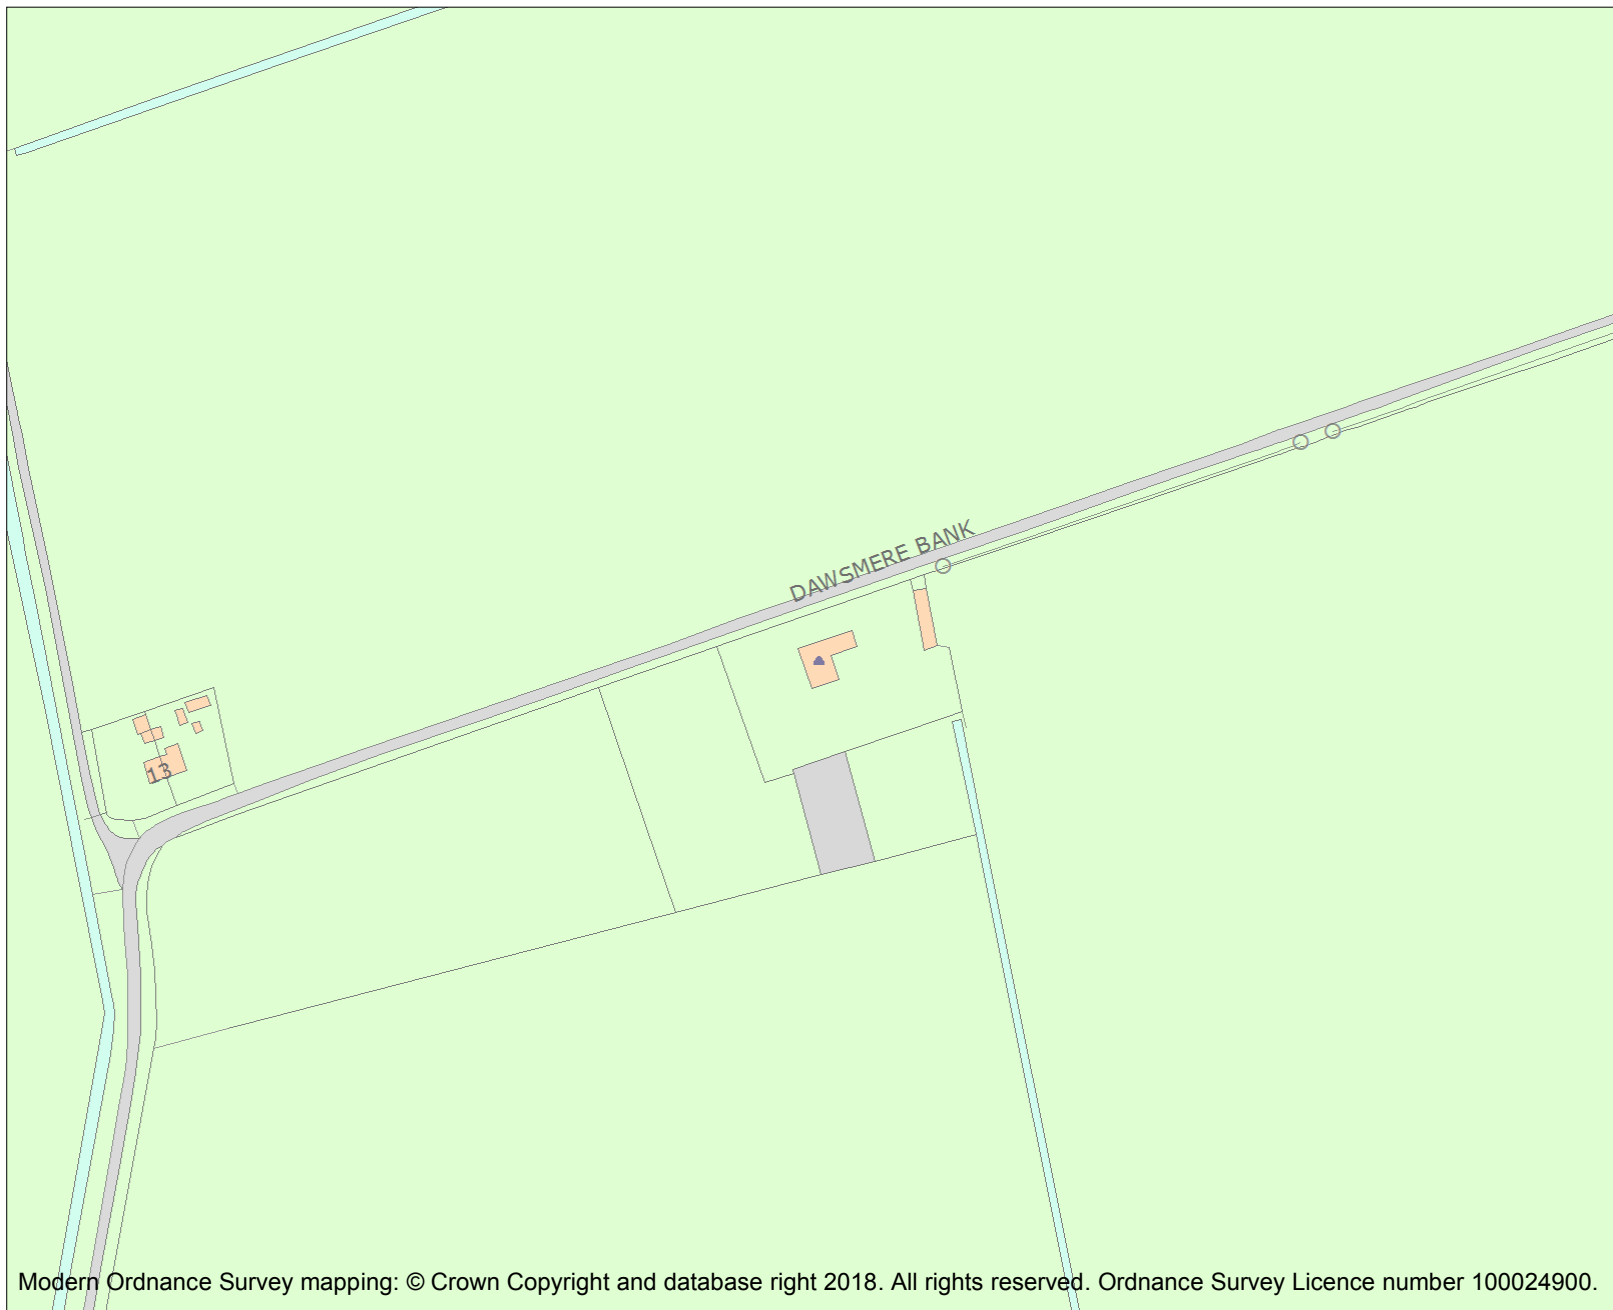 DAWSMERE BANK
13
Modern Ordnance Survey mapping: © Crown Copyright and database right 2018. All rights reserved. Ordnance Survey Licence number 100024900.